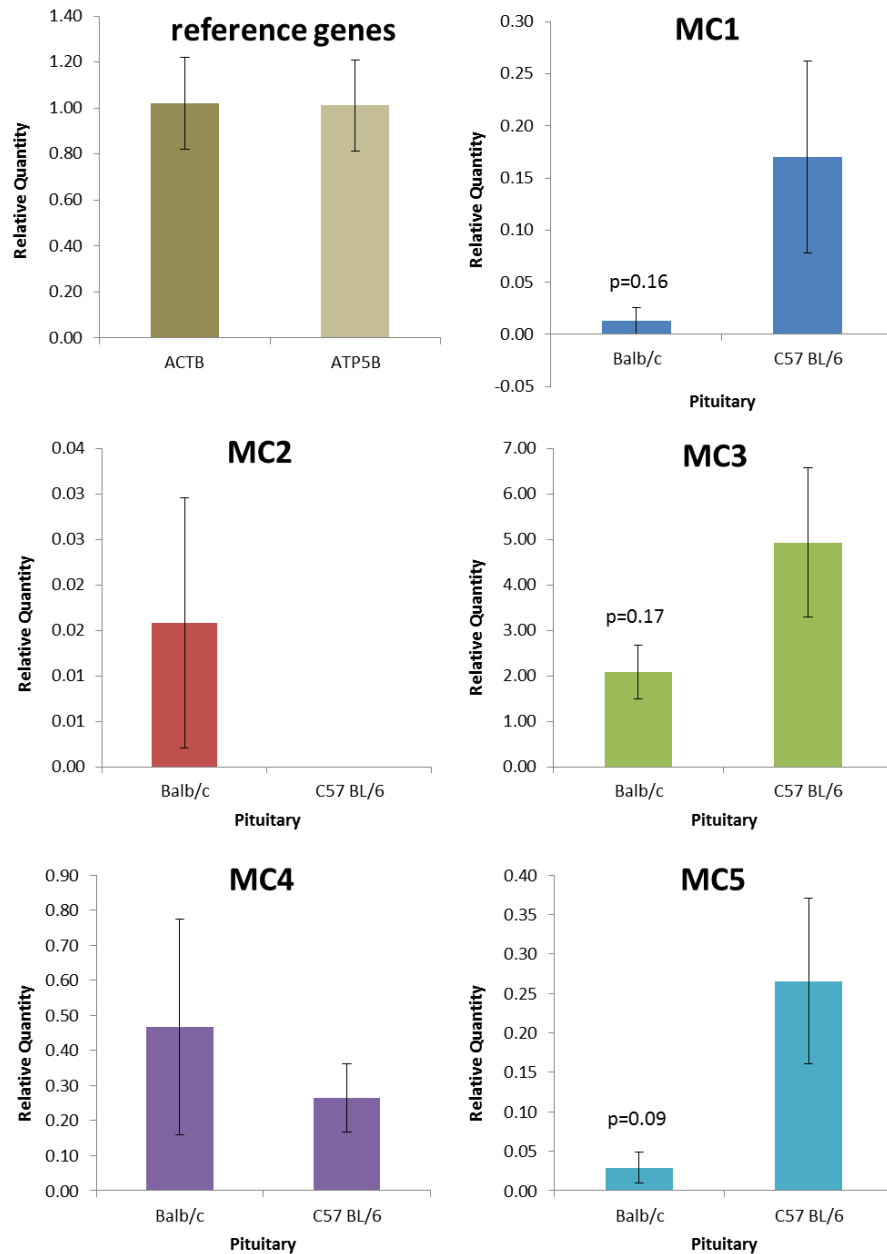 reference genes
1.40
1.20
1.00
0.80
0.60
0.40
0.20
0.00
Relative Quantity
ACTB ATP5B
MC1
0.30
0.25
0.20
0.15
0.10
0.05
0.00
-0.05
Relative Quantity
p=0.16
Balb/c C57 BL/6
Pituitary
MC2
0.04
0.03
0.03
0.02
0.02
0.01
0.01
0.00
Relative Quantity
Balb/c C57 BL/6
Pituitary
MC3
7.00
6.00
5.00
4.00
3.00
2.00
1.00
0.00
Relative Quantity
p=0.17
Balb/c C57 BL/6
Pituitary
MC4
0.90
0.80
0.70
0.60
0.50
0.40
0.30
0.20
0.10
0.00
Relative Quantity
Balb/c C57 BL/6
Pituitary
MC5
0.40
0.35
0.30
0.25
0.20
0.15
0.10
0.05
0.00
Relative Quantity
p=0.09
Balb/c C57 BL/6
Pituitary